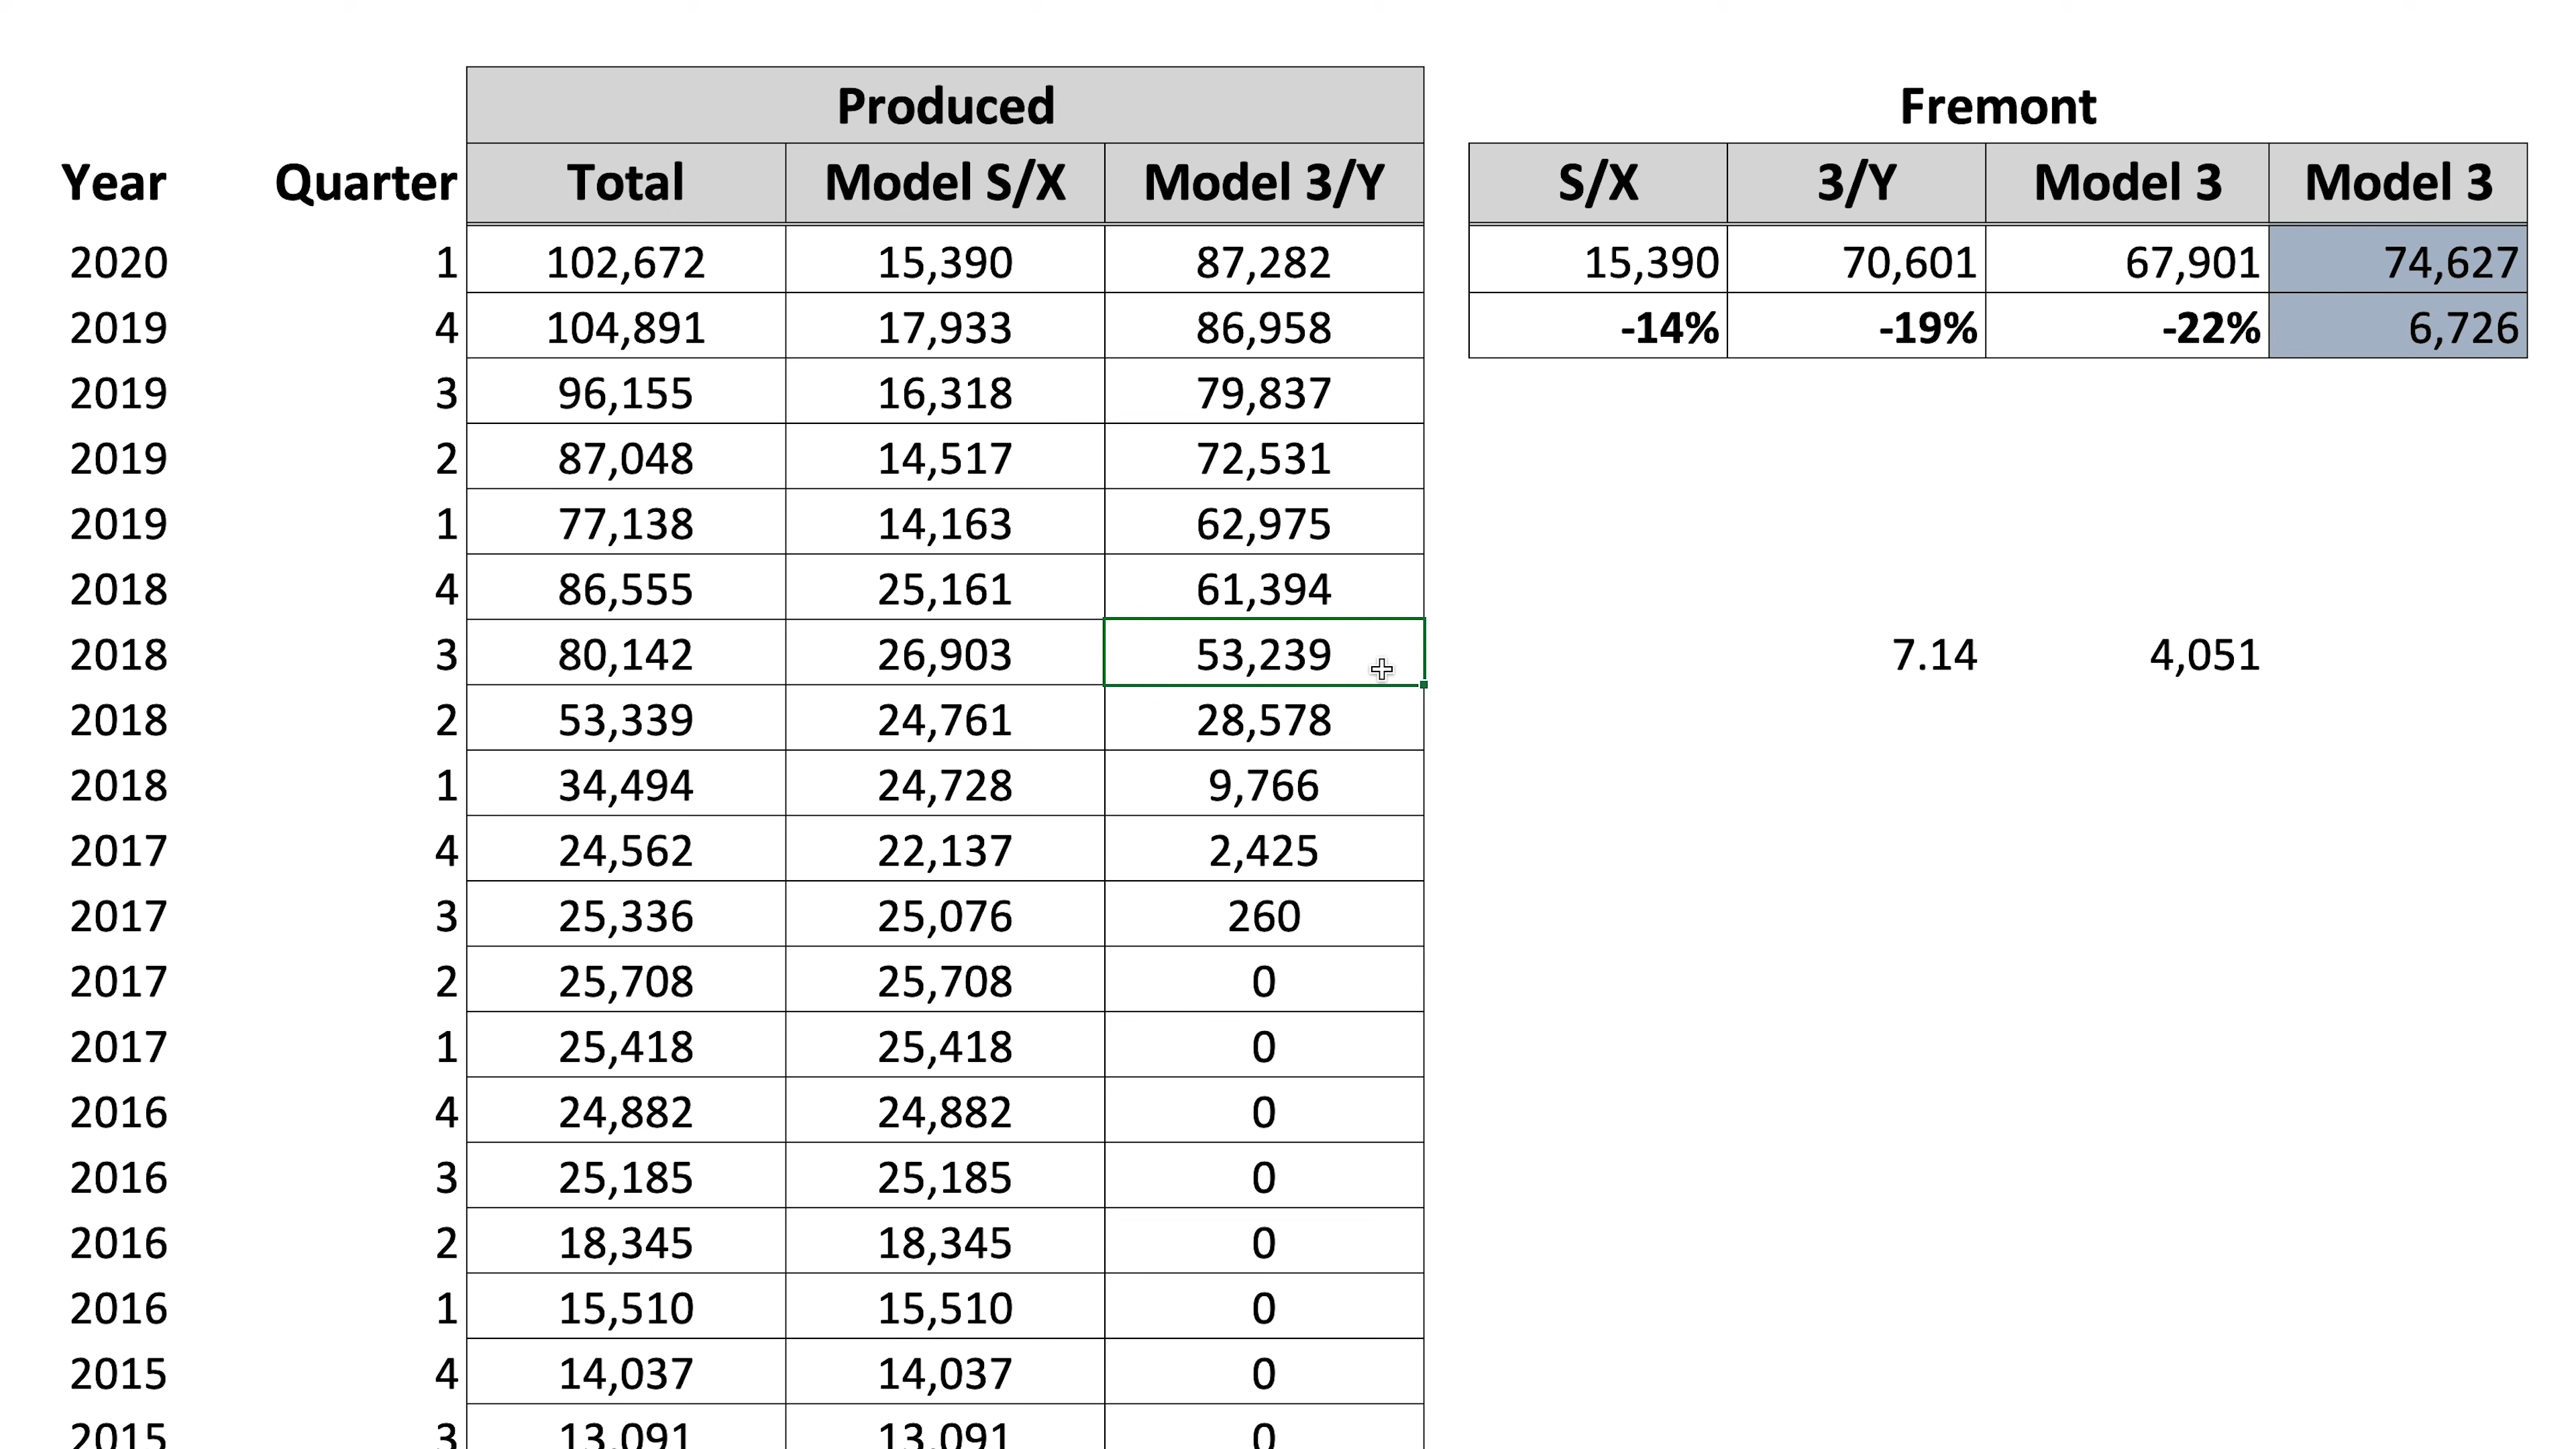 Produced Fremont
Year Quarter Total Model S/X Model 3/Y S/X 3/Y Model 3 Model 3
2020 1 102,672 15,390 87,282 15,390 70,601 67,901 74,627
2019 4 104,891 17,933 86,958 -14% -19% -22% 6,726
2019 3 96,155 16,318 79,837
2019 2 87,048 14,517 72,531
2019 1 77,138 14,163 62,975
2018 4 86,555 25,161 61,394
2018 3 80,142 26,903 53,239 7.14 4,051
2018 2 53,339 24,761 28,578
2018 1 34,494 24,728 9,766
2017 4 24,562 22,137 2,425
2017 3 25,336 25,076 260
2017 2 25,708 25,708 0
2017 1 25,418 25,418 0
2016 4 24,882 24,882 0
2016 3 25,185 25,185 0
2016 2 18,345 18,345 0
2016 1 15,510 15,510 0
2015 4 14,037 14,037 0
2015 3 13,091 13,091 0